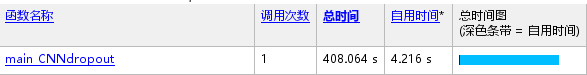 函数名称 调用次数 总时间 自用时间* 总时间图
(深色条带 = 自用时间)
main_CNNdropout 1 408.064 s 4.216 s